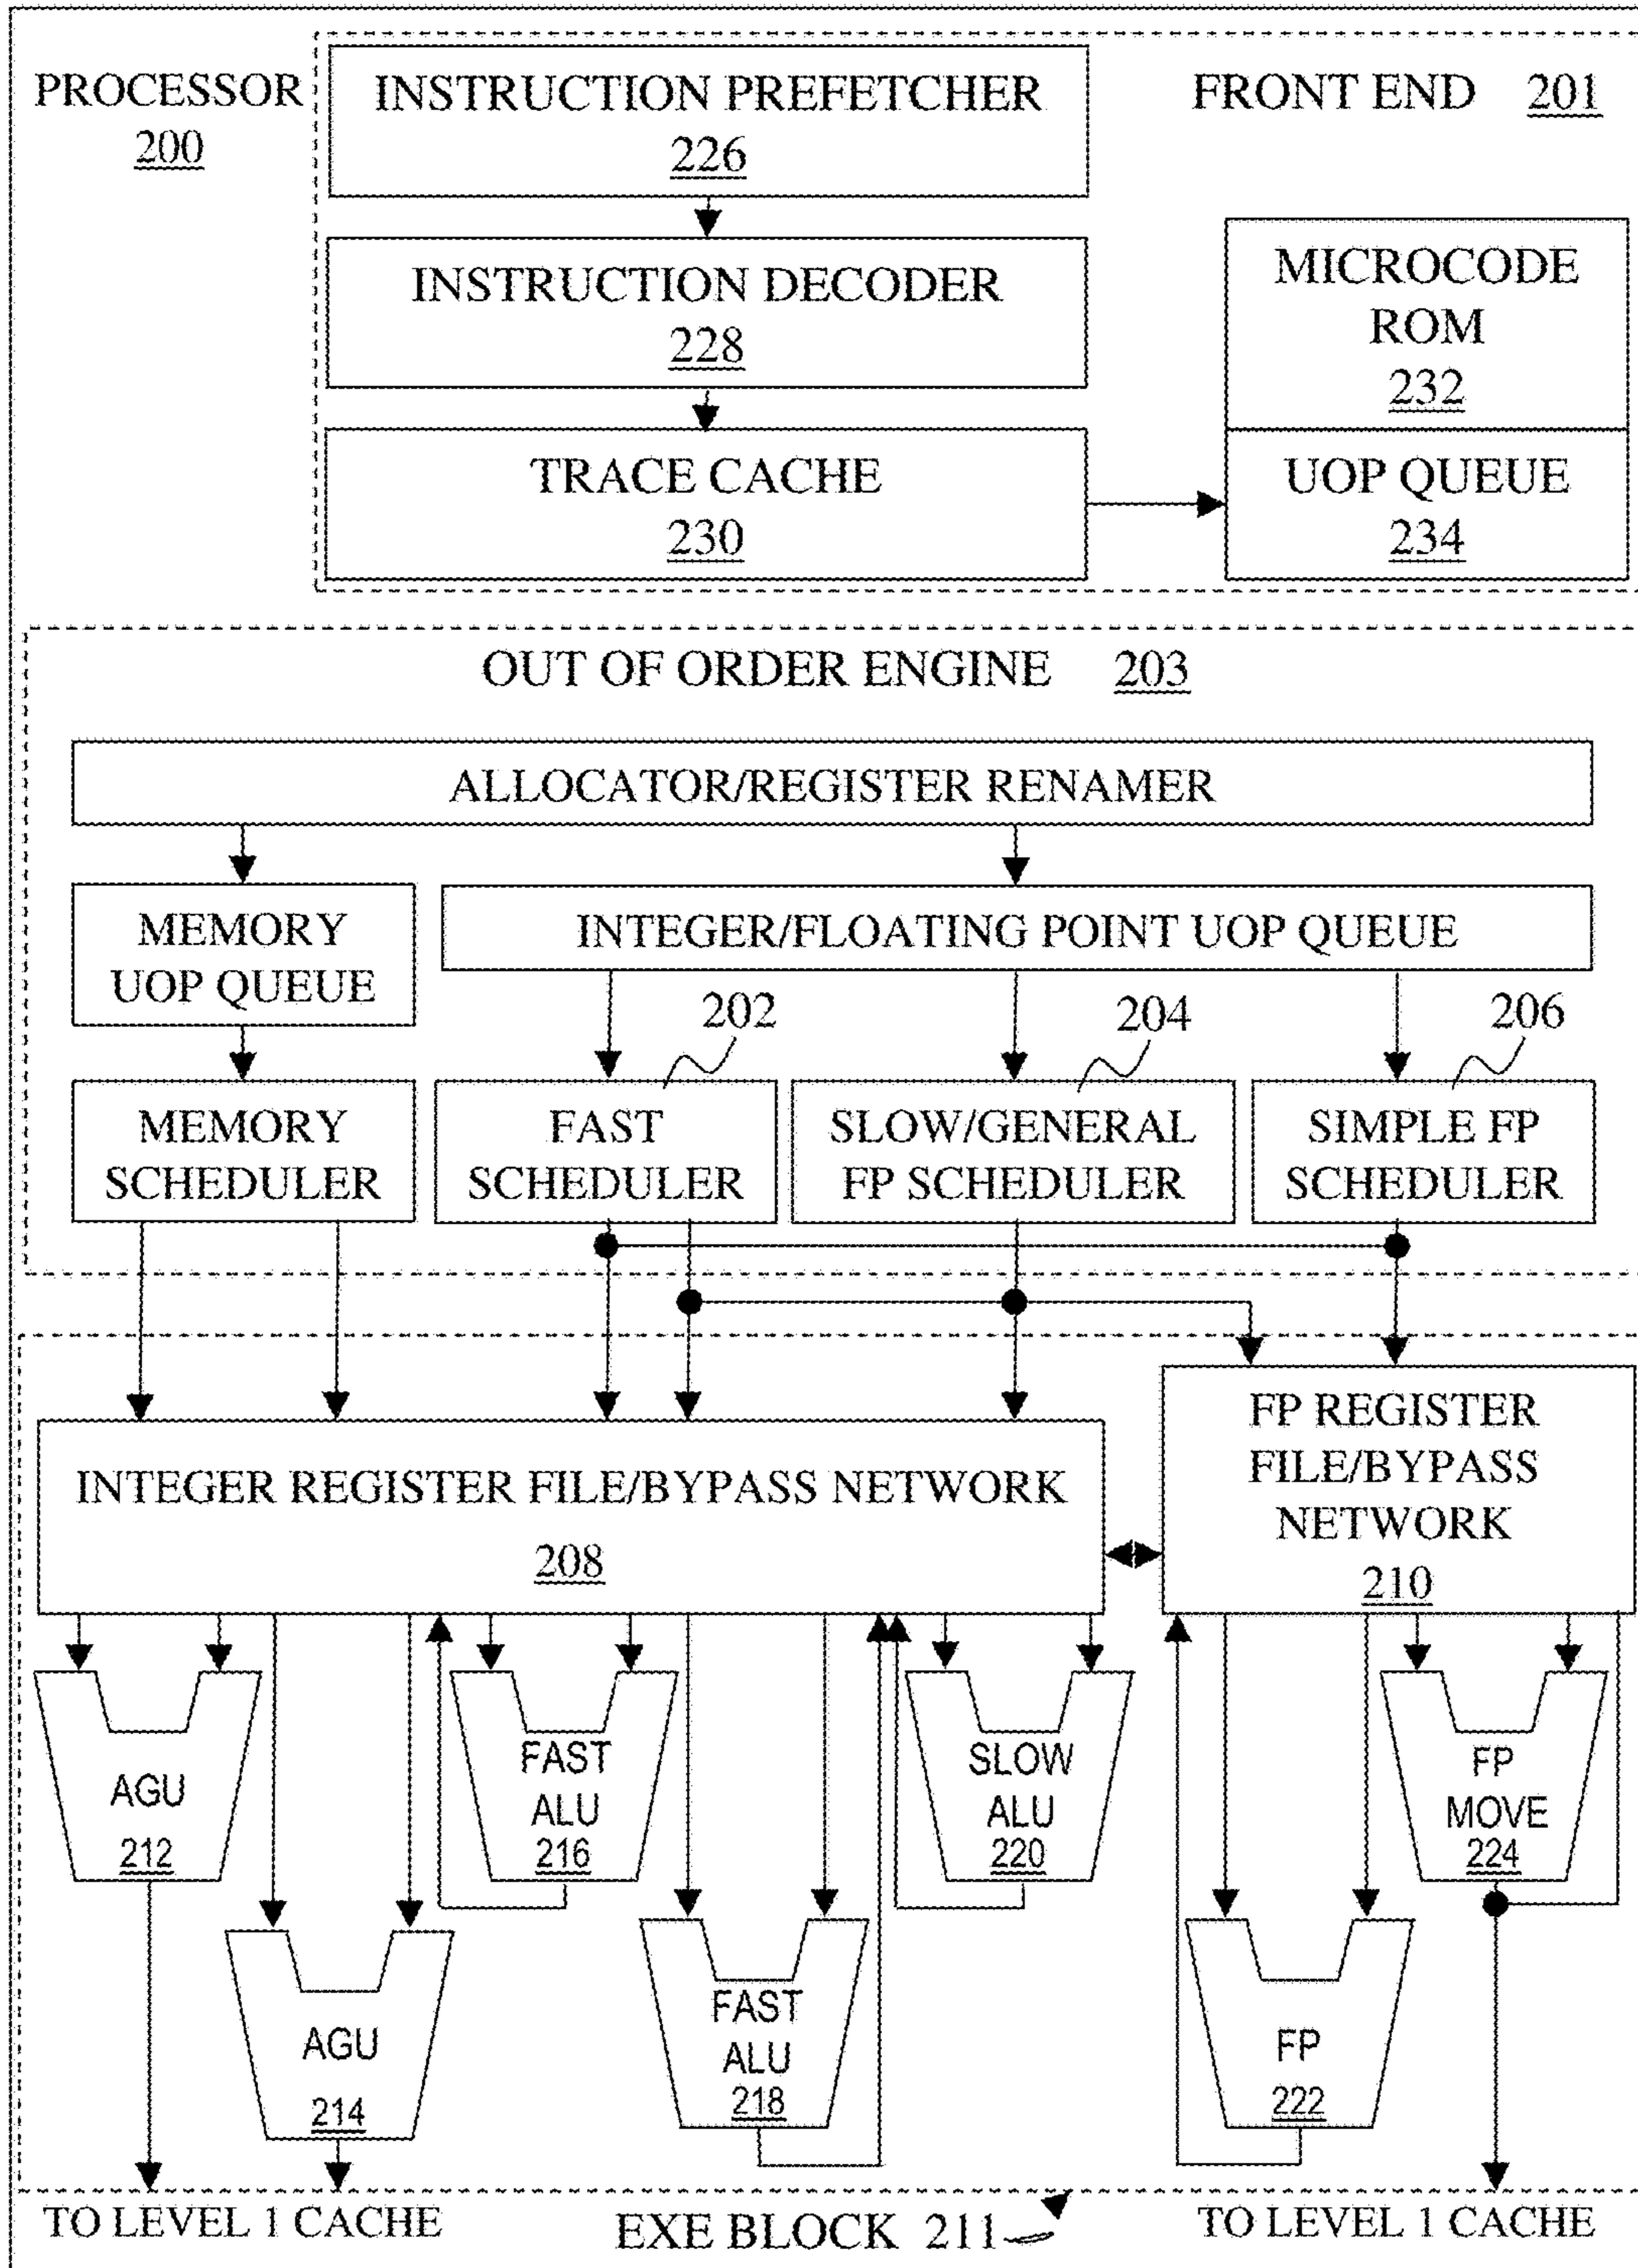 PROCESSOR
200
INSTRUCTION PREFETCHER
226
FRONT END 201
INSTRUCTION DECODER
228
MICROCODE
ROM
232
TRACE CACHE
230
UOP QUEUE
234
OUT OF ORDER ENGINE 203
ALLOCATOR/REGISTER RENAMER
MEMORY
UOP QUEUE
INTEGER/FLOATING POINT UOP QUEUE
202
204
206
MEMORY
SCHEDULER
FAST
SCHEDULER
SLOW/GENERAL
FP SCHEDULER
SIMPLE FP
SCHEDULER
INTEGER REGISTER FILE/BYPASS NETWORK
208
FP REGISTER
FILE/BYPASS
NETWORK
210
AGU
212
FAST
ALU
216
SLOW
ALU
220
FP
MOVE
224
AGU
214
FAST
ALU
218
FP
222
TO LEVEL 1 CACHE
EXE BLOCK 211
TO LEVEL 1 CACHE